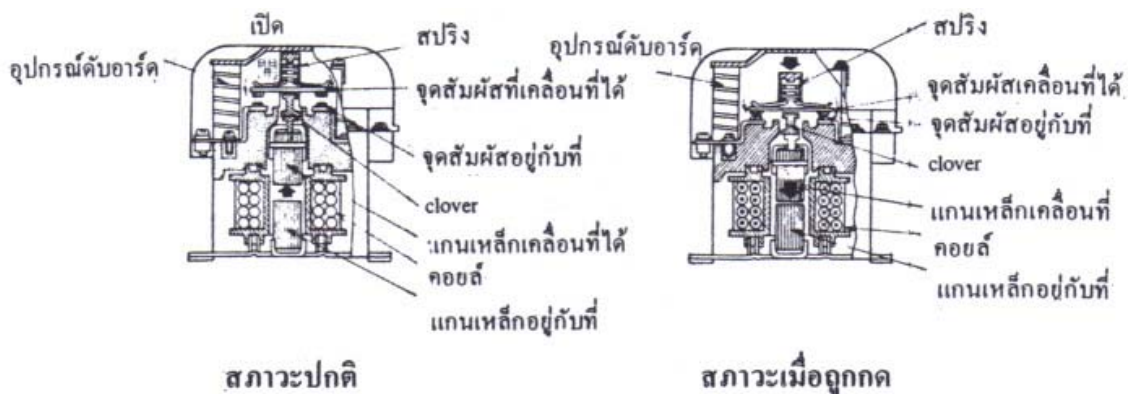 เปิด
สปริง
อุปกรณ์ดับอาร์ค
จุดสัมผัสที่เคลื่อนที่ได้
จุดสัมผัสอยู่กับที่
clover
แกนเหล็กเคลื่อนที่ได้
คอยล์
แกนเหล็กอยู่กับที่
สภาวะปกติ
สปริง
อุปกรณ์ดับอาร์ค
จุดสัมผัสเคลื่อนที่ได้
จุดสัมผัสอยู่กับที่
clover
แกนเหล็กเคลื่อนที่
คอยล์
แกนเหล็กอยู่กับที่
สภาวะเมื่อถูกกด